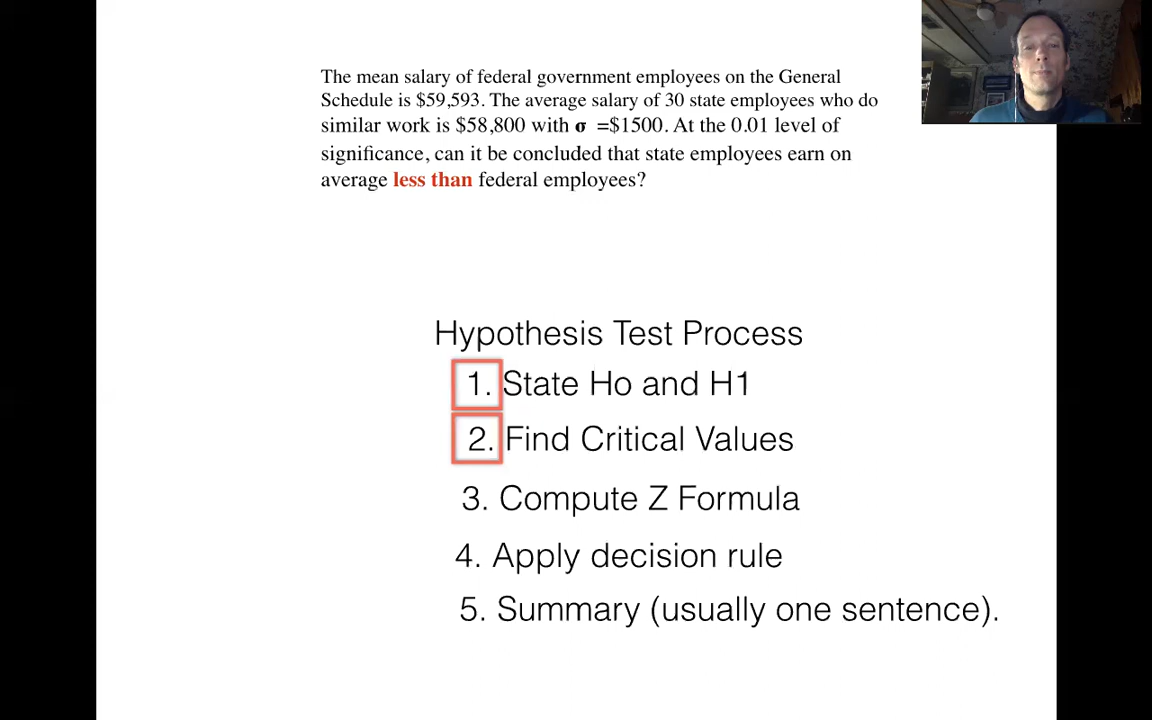 The mean salary of federal government employees on the General
Schedule is $59,593. The average salary of 30 state employees who do
similar work is $58,800 with σ =$1500. At the 0.01 level of
significance, can it be concluded that state employees earn on
average less than federal employees?
Hypothesis Test Process
1. State Ho and H1
2. Find Critical Values
3. Compute Z Formula
4. Apply decision rule
5. Summary (usually one sentence).